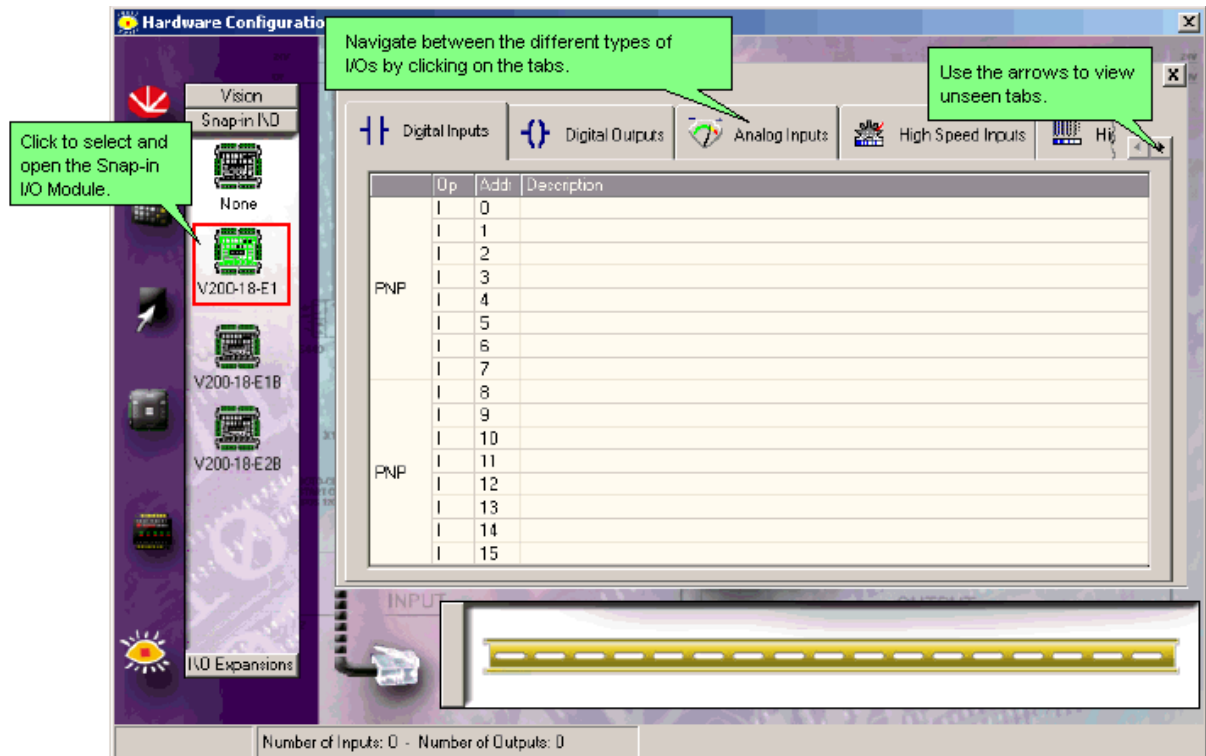 Hardware Configuratio
Navigate between the different types of
I/Os by clicking on the tabs.
Use the arrows to view
unseen tabs.
Click to select and
open the Snap-in
I/O Module.
Vision
Snap-in I\O
None
V200-18-E1
V200-18-E1B
V200-18-E2B
I\O Expansions
Digital Inputs
Digital Outputs
Analog Inputs
High Speed Inputs
Op Addr Description
PNP
I 0
I 1
I 2
I 3
I 4
I 5
I 6
I 7
PNP
I 8
I 9
I 10
I 11
I 12
I 13
I 14
I 15
INPUT
Number of Inputs: 0 - Number of Outputs: 0